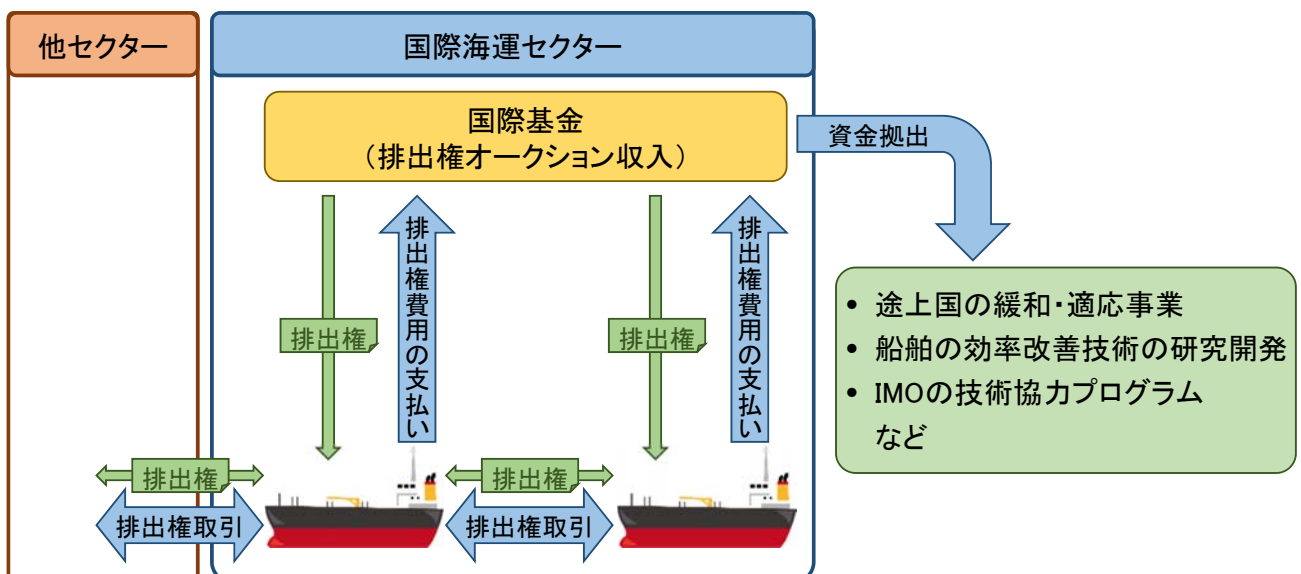 他セクター
国際海運セクター
国際基金
（排出権オークション収入）
資金拠出
排出権
排出権費用の支払い
排出権
排出権費用の支払い
• 途上国の緩和・適応事業
• 船舶の効率改善技術の研究開発
• IMOの技術協力プログラム
など
排出権
排出権
排出権取引
排出権取引